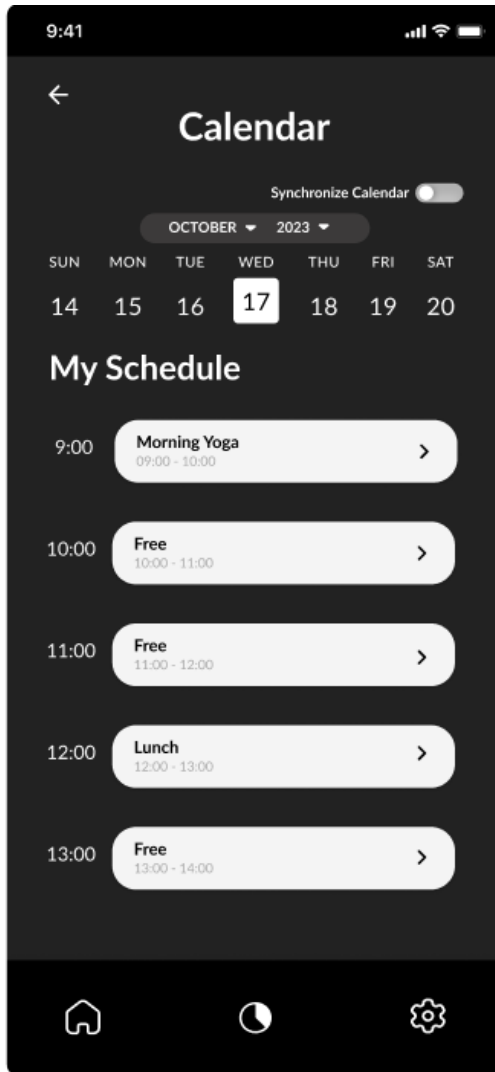 9:41
Calendar
Synchronize Calendar
OCTOBER 2023
SUN MON TUE WED THU FRI SAT
14 15 16 17 18 19 20
My Schedule
9:00 Morning Yoga
09:00 - 10:00
10:00 Free
10:00 - 11:00
11:00 Free
11:00 - 12:00
12:00 Lunch
12:00 - 13:00
13:00 Free
13:00 - 14:00